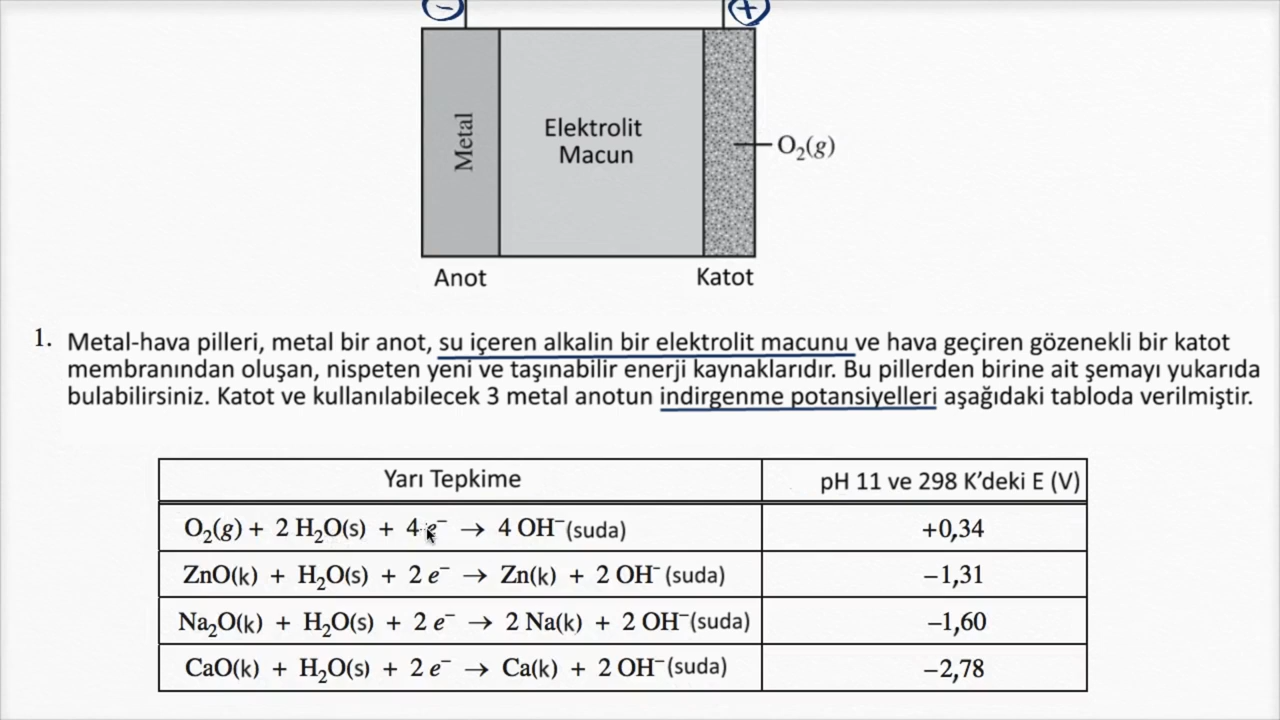 − +
Metal
Elektrolit
Macun
O₂(g)
Anot Katot
1. Metal-hava pilleri, metal bir anot, su içeren alkalin bir elektrolit macunu ve hava geçiren gözenekli bir katot
membranından oluşan, nispeten yeni ve taşınabilir enerji kaynaklarıdır. Bu pillerden birine ait şemayı yukarıda
bulabilirsiniz. Katot ve kullanılabilecek 3 metal anotun indirgenme potansiyelleri aşağıdaki tabloda verilmiştir.
Yarı Tepkime pH 11 ve 298 K’deki E (V)
O₂(g) + 2 H₂O(s) + 4 e⁻ → 4 OH⁻ (suda) +0,34
ZnO(k) + H₂O(s) + 2 e⁻ → Zn(k) + 2 OH⁻ (suda) −1,31
Na₂O(k) + H₂O(s) + 2 e⁻ → 2 Na(k) + 2 OH⁻ (suda) −1,60
CaO(k) + H₂O(s) + 2 e⁻ → Ca(k) + 2 OH⁻ (suda) −2,78